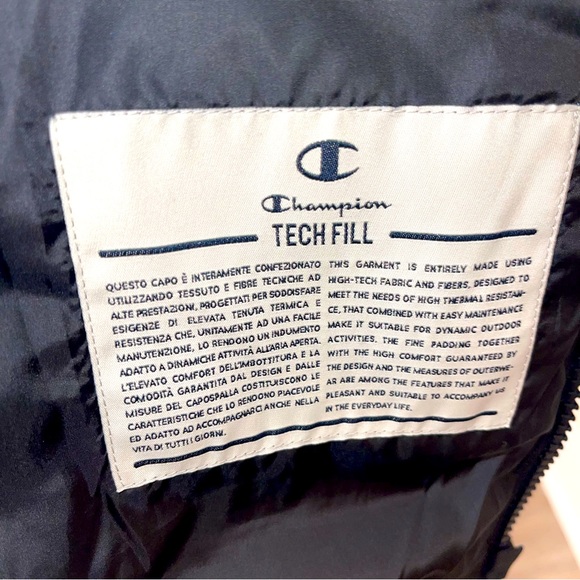 Champion
TECH FILL
QUESTO CAPO È INTERAMENTE CONFEZIONATO
UTILIZZANDO TESSUTO E FIBRE TECNICHE AD
ALTE PRESTAZIONI, PROGETTATI PER SODDISFARE
ESIGENZE DI ELEVATA TENUTA TERMICA E
RESISTENZA CHE, UNITAMENTE AD UNA FACILE
MANUTENZIONE, LO RENDONO UN INDUMENTO
ADATTO A DINAMICHE ATTIVITÀ ALL'ARIA APERTA.
L'ELEVATO COMFORT DELL'IMBOTTITURA E LA
COMODITÀ GARANTITA DAL DESIGN E DALLE
MISURE DEL CAPOSPALLA COSTITUISCONO LE
CARATTERISTICHE CHE LO RENDONO PIACEVOLE
ED ADATTO AD ACCOMPAGNARCI ANCHE NELLA
VITA DI TUTTI I GIORNI.
THIS GARMENT IS ENTIRELY MADE USING
HIGH-TECH FABRIC AND FIBERS, DESIGNED TO
MEET THE NEEDS OF HIGH THERMAL RESISTAN-
CE, THAT COMBINED WITH EASY MAINTENANCE
MAKE IT SUITABLE FOR DYNAMIC OUTDOOR
ACTIVITIES. THE FINE PADDING TOGETHER
WITH THE HIGH COMFORT GUARANTEED BY
THE DESIGN AND THE MEASURES OF OUTERWE-
AR ARE AMONG THE FEATURES THAT MAKE IT
PLEASANT AND SUITABLE TO ACCOMPANY US
IN THE EVERYDAY LIFE.